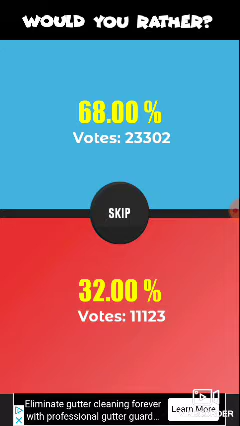 WOULD YOU RATHER?
68.00 %
Votes: 23302
SKIP
32.00 %
Votes: 11123
Eliminate gutter cleaning forever
with professional gutter guard...
Learn More